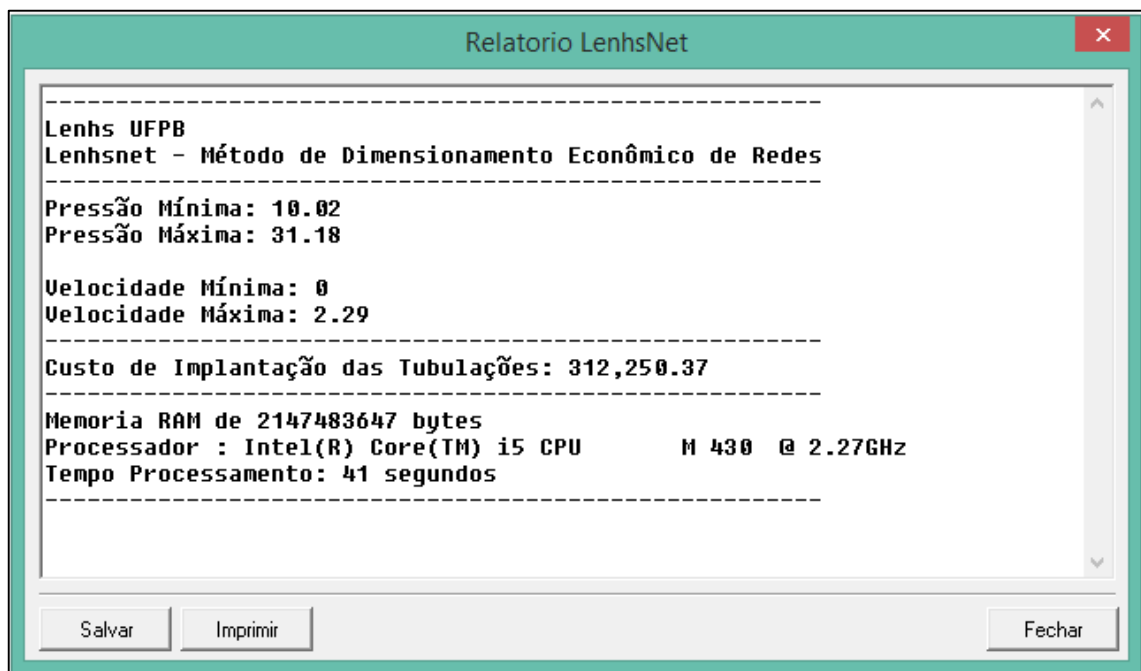 Relatorio LenhsNet
-------------------------------------------------------
Lenhs UFPB
Lenhsnet - Método de Dimensionamento Econômico de Redes
-------------------------------------------------------
Pressão Mínima: 10.02
Pressão Máxima: 31.18
Velocidade Mínima: 0
Velocidade Máxima: 2.29
-------------------------------------------------------
Custo de Implantação das Tubulações: 312,250.37
-------------------------------------------------------
Memoria RAM de 2147483647 bytes
Processador : Intel(R) Core(TM) i5 CPU       M 430  @ 2.27GHz
Tempo Processamento: 41 segundos
-------------------------------------------------------
Salvar Imprimir Fechar